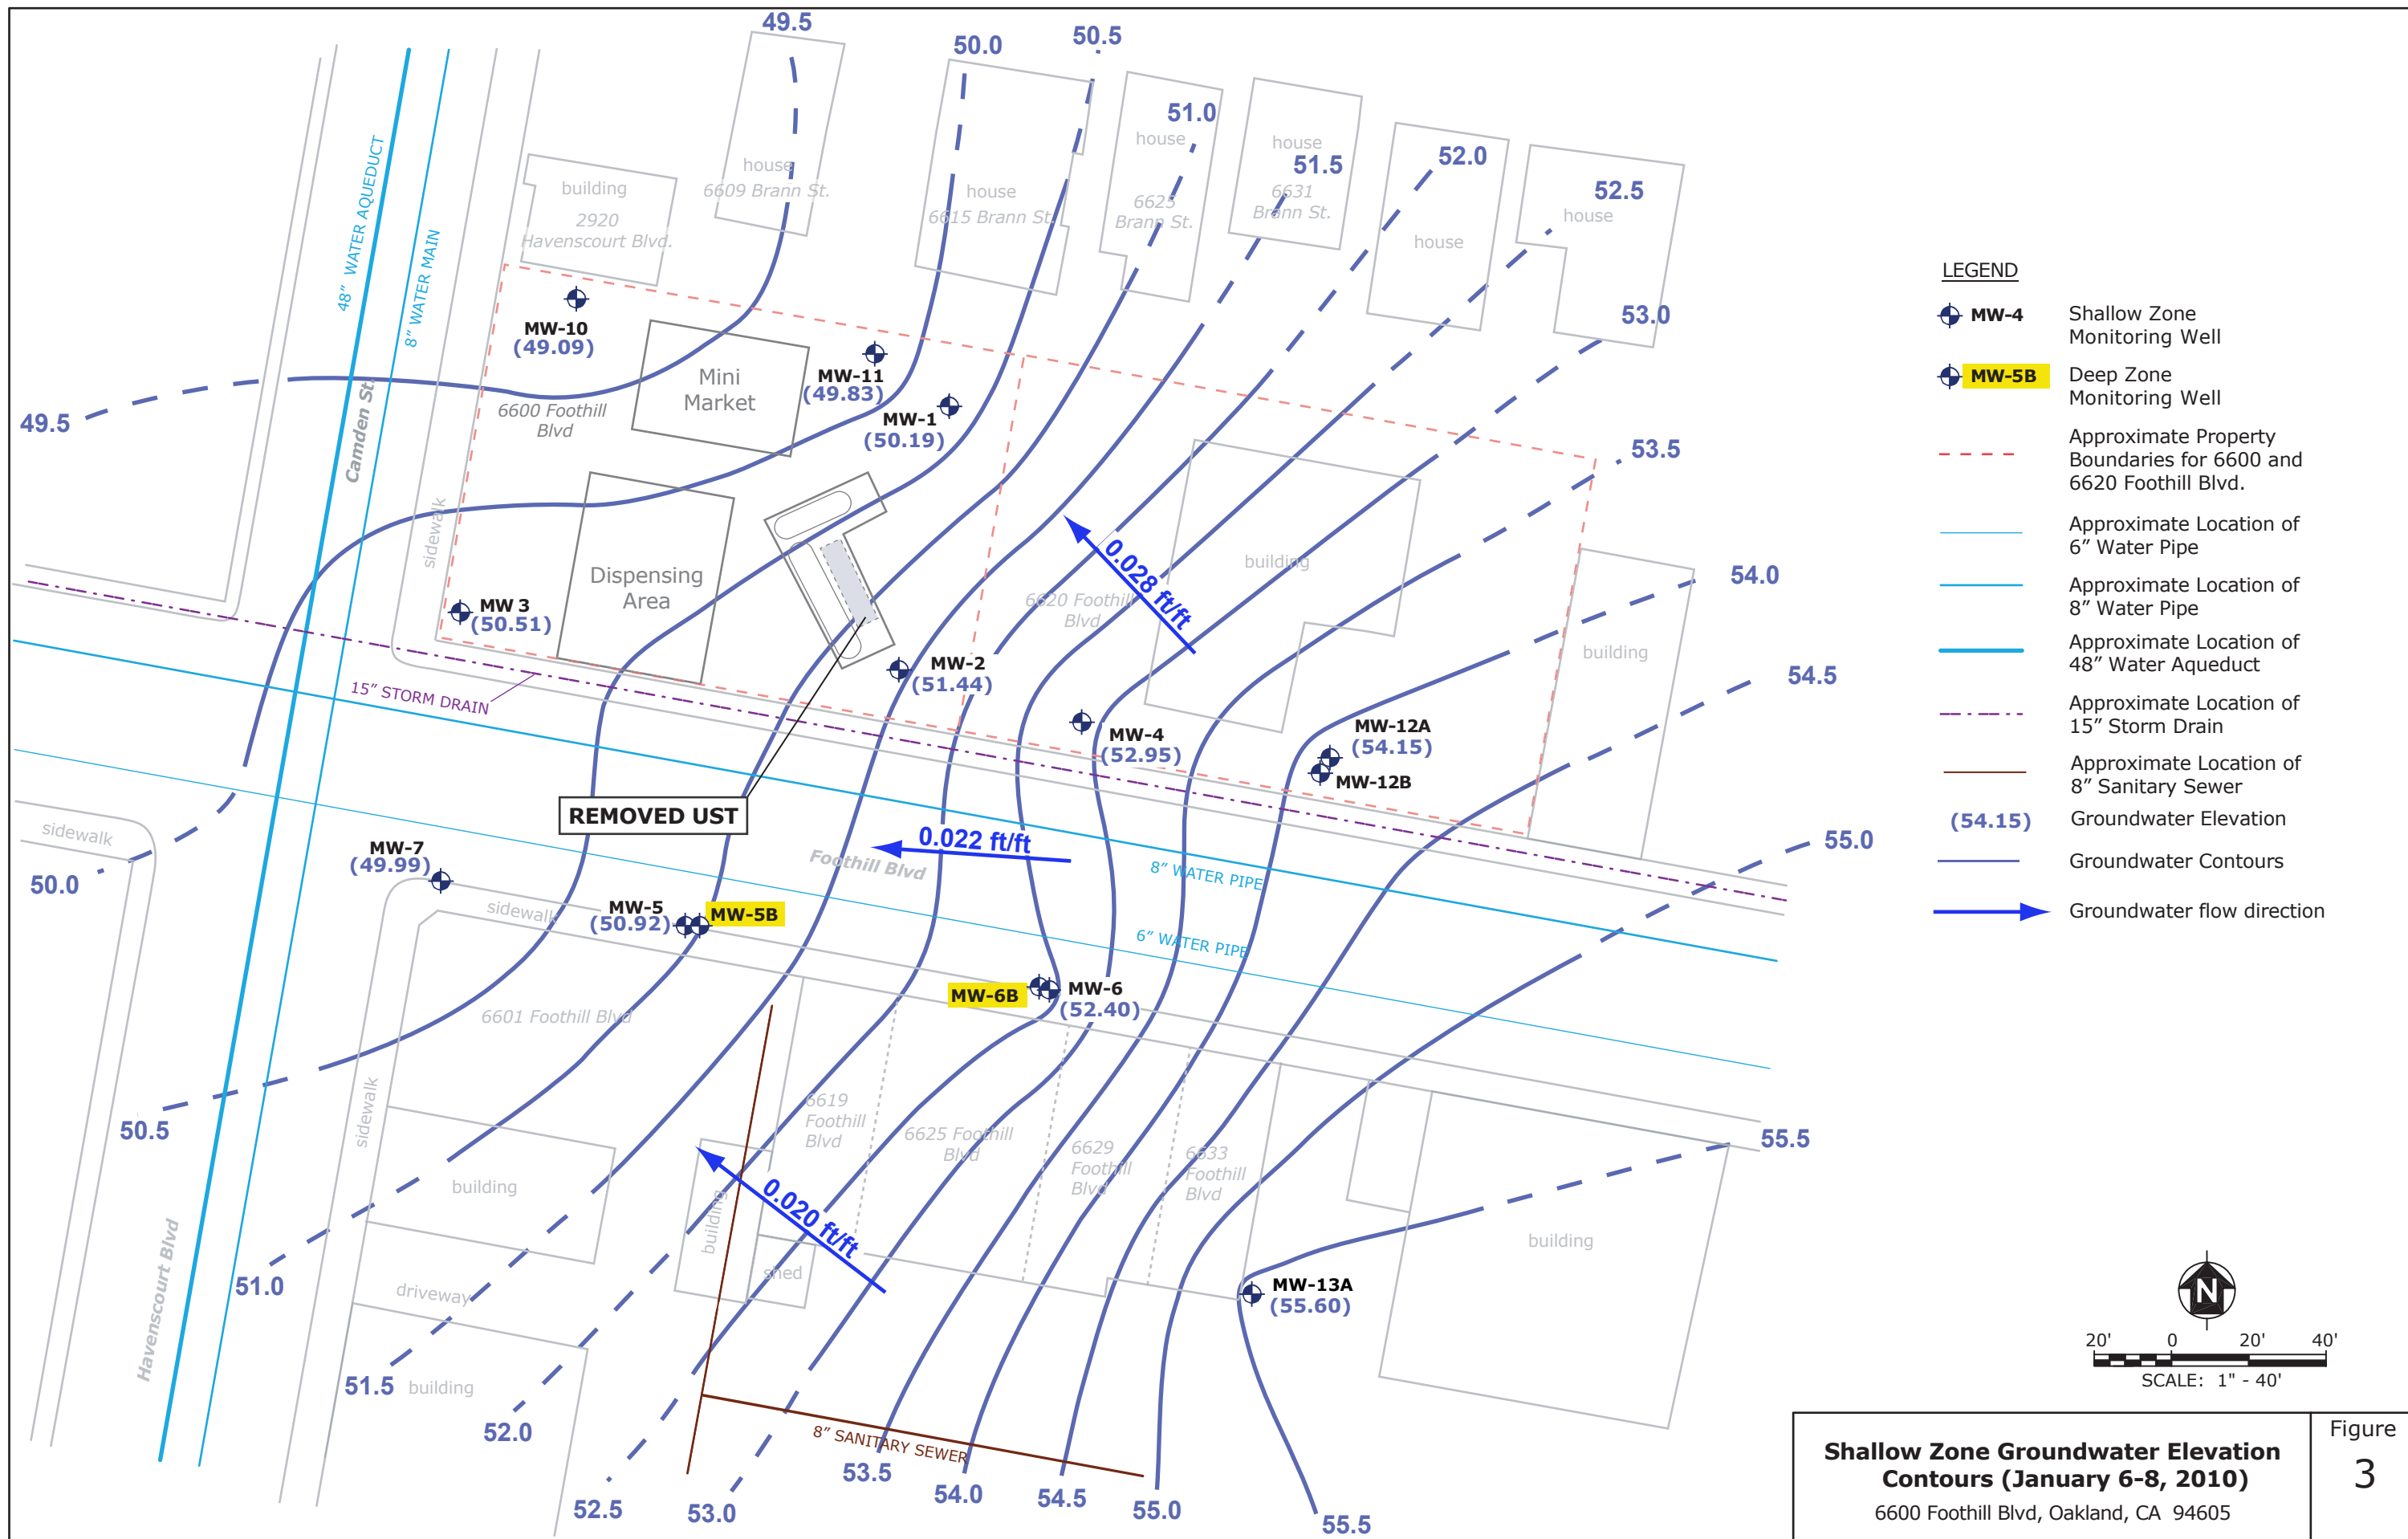 49.5
50.0
50.5
51.0
51.5
52.0
52.5
53.0
53.5
54.0
54.5
55.0
55.5
49.5
50.0
50.5
51.0
51.5
52.0
52.5
53.0
53.5
54.0
54.5
55.0
55.5
48” WATER AQUEDUCT
8” WATER MAIN
Camden St.
building
2920
Havenscourt Blvd.
house
6609 Brann St.
house
6615 Brann St.
house
6625
Brann St.
house
6631
Brann St.
house
house
MW-10
(49.09)
Mini
Market
MW-11
(49.83)
MW-1
(50.19)
6600 Foothill
Blvd
sidewalk
Dispensing
Area
MW 3
(50.51)
15” STORM DRAIN
MW-2
(51.44)
0.028 ft/ft
6620 Foothill
Blvd
building
building
MW-4
(52.95)
MW-12A
(54.15)
MW-12B
REMOVED UST
0.022 ft/ft
Foothill Blvd
8” WATER PIPE
6” WATER PIPE
sidewalk
MW-7
(49.99)
sidewalk
MW-5
(50.92)
MW-5B
MW-6B
MW-6
(52.40)
6601 Foothill Blvd
sidewalk
building
driveway
building
Havenscourt Blvd
6619
Foothill
Blvd
6625 Foothill
Blvd
6629
Foothill
Blvd
6633
Foothill
Blvd
building
shed
0.020 ft/ft
8” SANITARY SEWER
MW-13A
(55.60)
building
LEGEND
MW-4 Shallow Zone
Monitoring Well
MW-5B Deep Zone
Monitoring Well
Approximate Property
Boundaries for 6600 and
6620 Foothill Blvd.
Approximate Location of
6” Water Pipe
Approximate Location of
8” Water Pipe
Approximate Location of
48” Water Aqueduct
Approximate Location of
15” Storm Drain
Approximate Location of
8” Sanitary Sewer
(54.15) Groundwater Elevation
Groundwater Contours
Groundwater flow direction
N
20' 0 20' 40'
SCALE: 1" - 40'
Shallow Zone Groundwater Elevation
Contours (January 6-8, 2010)
6600 Foothill Blvd, Oakland, CA 94605
Figure
3